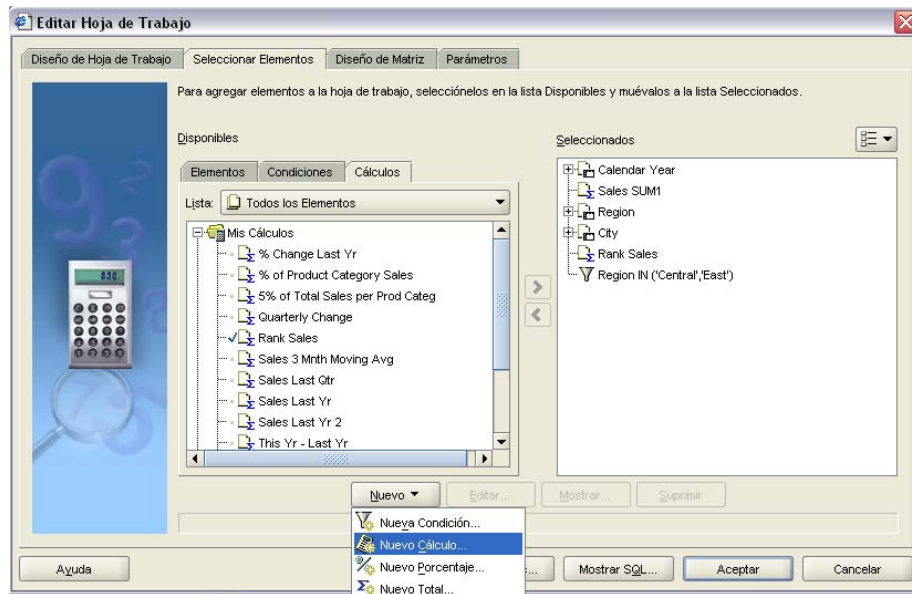 Editar Hoja de Trabajo
Diseño de Hoja de Trabajo
Seleccionar Elementos
Diseño de Matriz
Parámetros
Para agregar elementos a la hoja de trabajo, selecciónelos en la lista Disponibles y muévalos a la lista Seleccionados.
Disponibles
Seleccionados
Elementos
Condiciones
Cálculos
Lista:
Todos los Elementos
Mis Cálculos
% Change Last Yr
% of Product Category Sales
5% of Total Sales per Prod Categ
Quarterly Change
Rank Sales
Sales 3 Mnth Moving Avg
Sales Last Qtr
Sales Last Yr
Sales Last Yr 2
This Yr - Last Yr
Calendar Year
Sales SUM1
Region
City
Rank Sales
Region IN ('Central','East')
Nuevo
Editar...
Mostrar...
Suprimir
Nueva Condición...
Nuevo Cálculo...
Nuevo Porcentaje...
Nuevo Total...
Ayuda
Mostrar SQL...
Aceptar
Cancelar